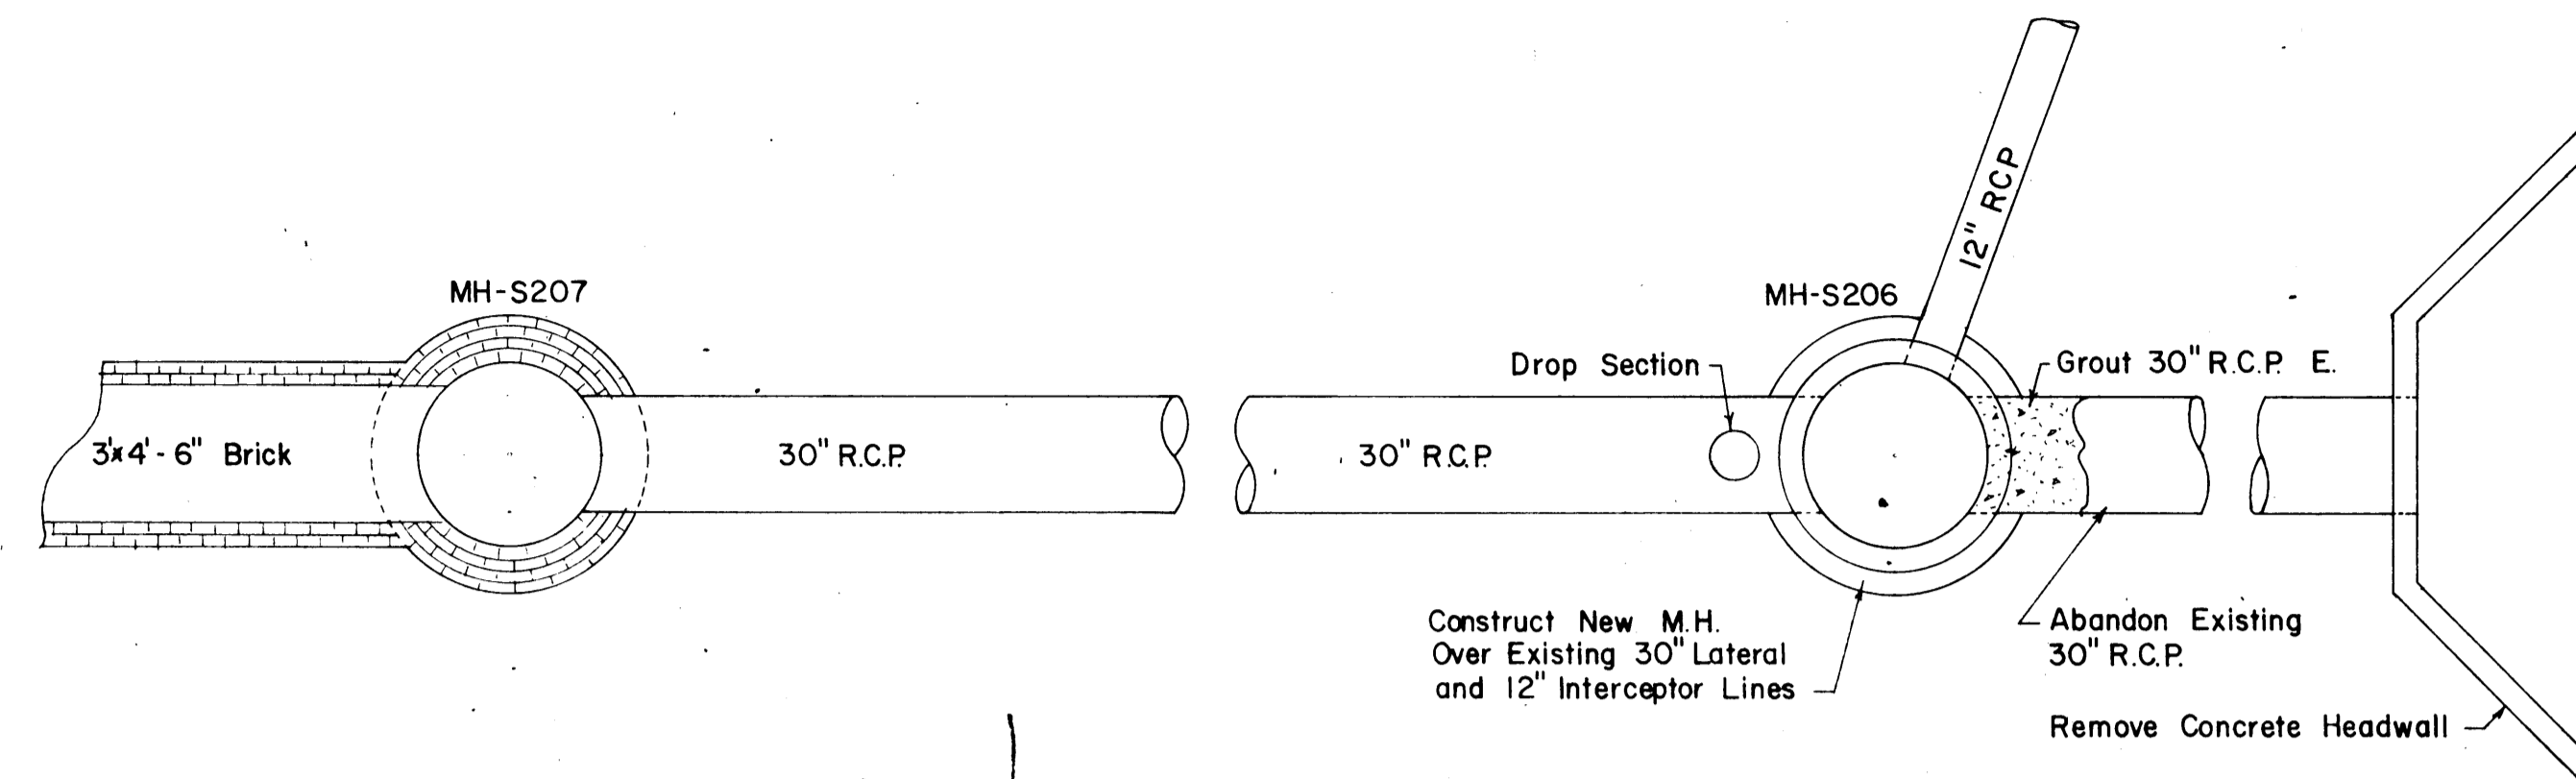 MH-S207
3'x4'-6" Brick
30" R.C.P.
30" R.C.P.
Drop Section
MH-S206
12" RCP
Grout 30" R.C.P. E.
Construct New M.H.
Over Existing 30" Lateral
and 12" Interceptor Lines
Abandon Existing
30" R.C.P.
Remove Concrete Headwall